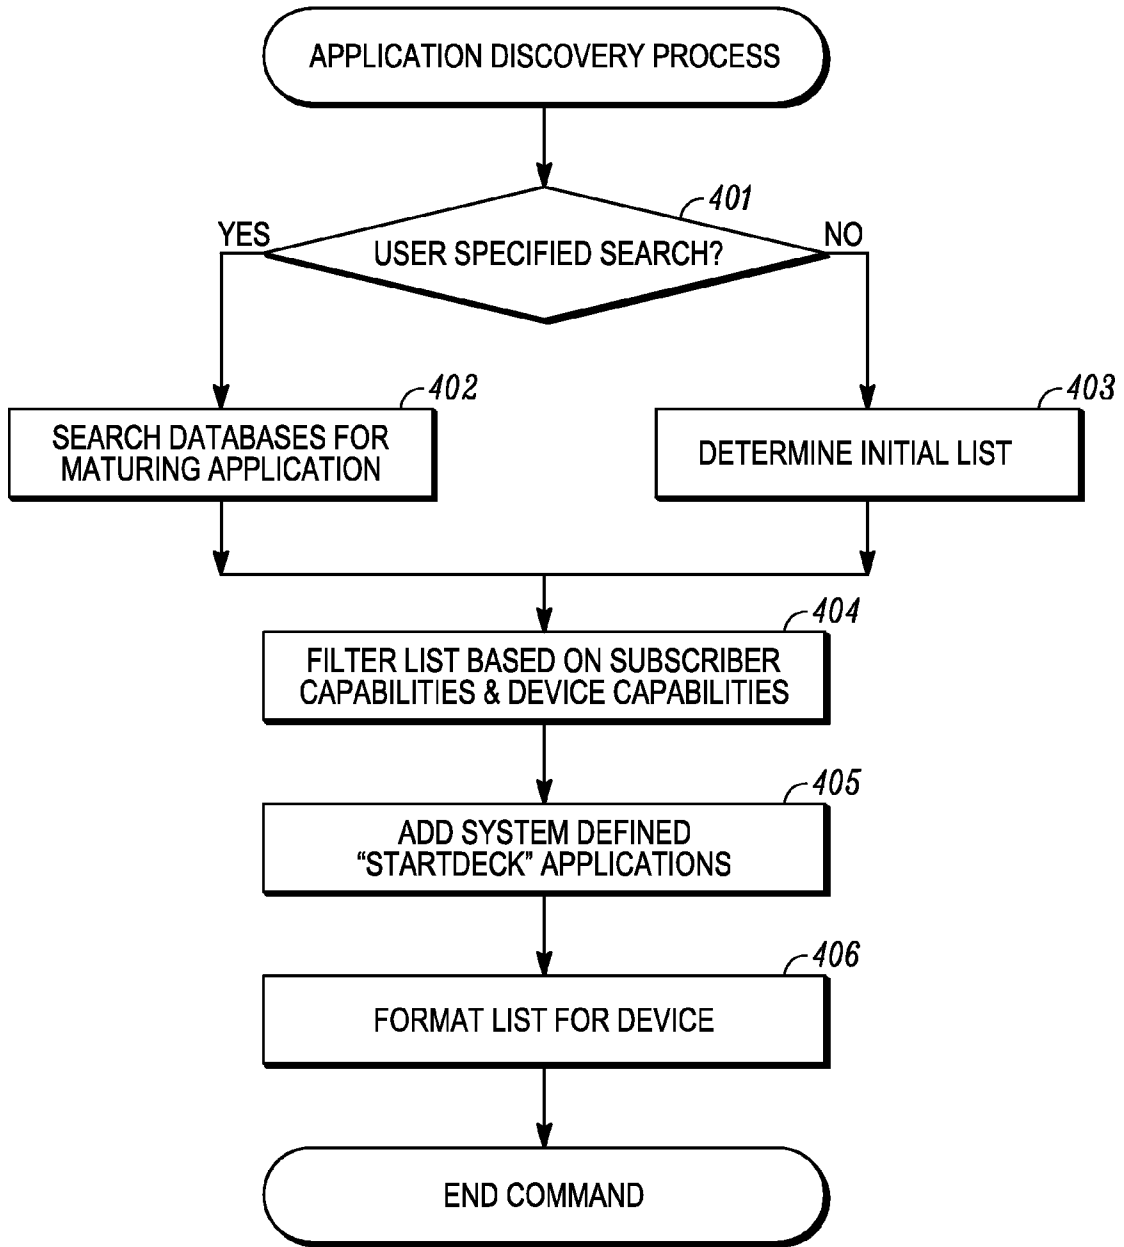 APPLICATION DISCOVERY PROCESS
401
YES
USER SPECIFIED SEARCH?
NO
402
403
SEARCH DATABASES FOR
MATURING APPLICATION
DETERMINE INITIAL LIST
404
FILTER LIST BASED ON SUBSCRIBER
CAPABILITIES & DEVICE CAPABILITIES
405
ADD SYSTEM DEFINED
“STARTDECK” APPLICATIONS
406
FORMAT LIST FOR DEVICE
END COMMAND